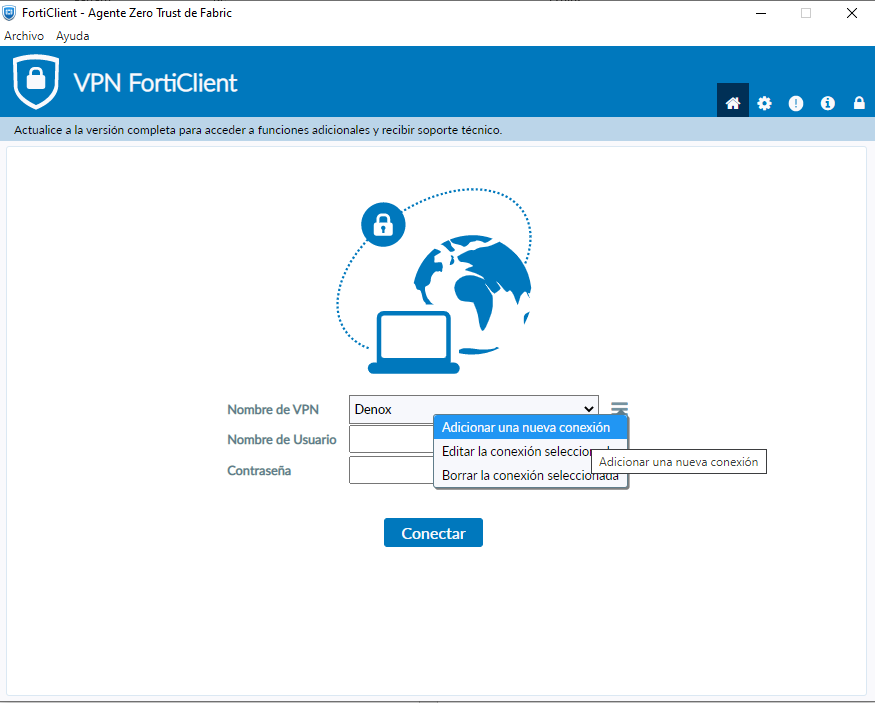 FortiClient - Agente Zero Trust de Fabric
Archivo Ayuda
VPN FortiClient
Actualice a la versión completa para acceder a funciones adicionales y recibir soporte técnico.
Nombre de VPN Denox
Adicionar una nueva conexión
Nombre de Usuario
Editar la conexión
Adicionar una nueva conexión
Contraseña
Borrar la conexión seleccionada
Conectar